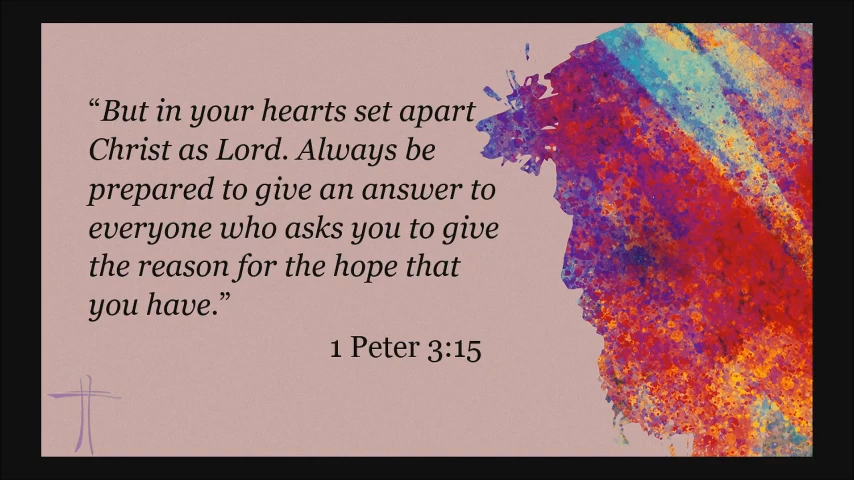 “But in your hearts set apart
Christ as Lord. Always be
prepared to give an answer to
everyone who asks you to give
the reason for the hope that
you have.”
1 Peter 3:15